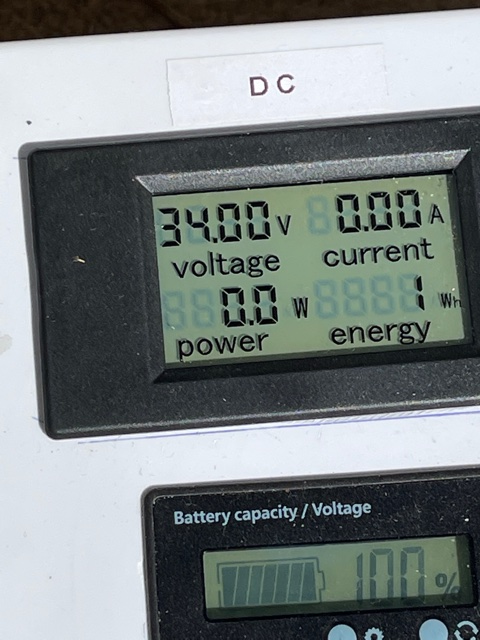 DC
34.00 V 0.00 A
voltage current
0.0 W 1 Wh
power energy
Battery capacity / Voltage
100 %